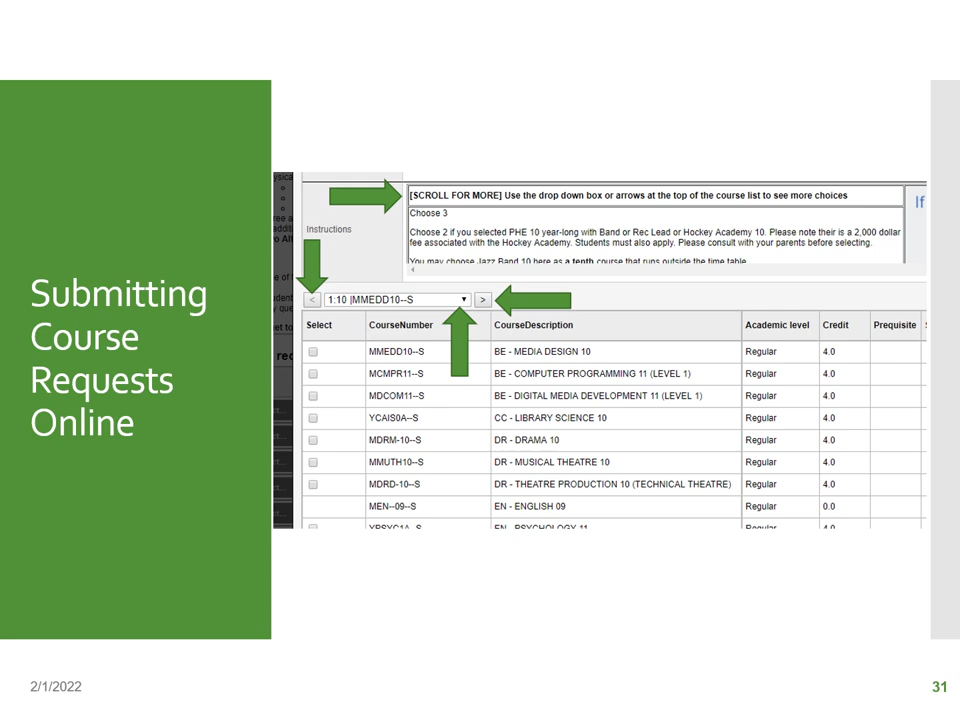 Submitting
Course
Requests
Online
[SCROLL FOR MORE] Use the drop down box or arrows at the top of the course list to see more choices
If
Instructions
Choose 3
Choose 2 if you selected PHE 10 year-long with Band or Rec Lead or Hockey Academy 10. Please note their is a 2,000 dollar
fee associated with the Hockey Academy. Students must also apply. Please consult with your parents before selecting.
You may choose Jazz Band 10 here as a tenth course that runs outside the time table
< 1:10 |MMEDD10--S >
Select CourseNumber CourseDescription Academic level Credit Prequisite
MMEDD10--S BE - MEDIA DESIGN 10 Regular 4.0
MCMPR11--S BE - COMPUTER PROGRAMMING 11 (LEVEL 1) Regular 4.0
MDCOM11--S BE - DIGITAL MEDIA DEVELOPMENT 11 (LEVEL 1) Regular 4.0
YCAIS0A--S CC - LIBRARY SCIENCE 10 Regular 4.0
MDRM-10--S DR - DRAMA 10 Regular 4.0
MMUTH10--S DR - MUSICAL THEATRE 10 Regular 4.0
MDRD-10--S DR - THEATRE PRODUCTION 10 (TECHNICAL THEATRE) Regular 4.0
MEN--09--S EN - ENGLISH 09 Regular 0.0
YPSYC1A--S EN - PSYCHOLOGY 11 Regular 4.0
2/1/2022
31